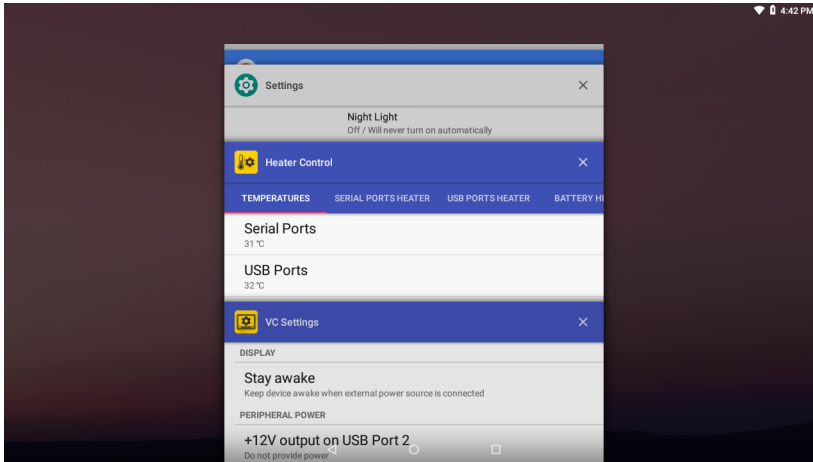 4:42 PM
Settings
Night Light
Off / Will never turn on automatically
Heater Control
TEMPERATURES SERIAL PORTS HEATER USB PORTS HEATER BATTERY
Serial Ports
31 °C
USB Ports
32 °C
VC Settings
DISPLAY
Stay awake
Keep device awake when external power source is connected
PERIPHERAL POWER
+12V output on USB Port 2
Do not provide power